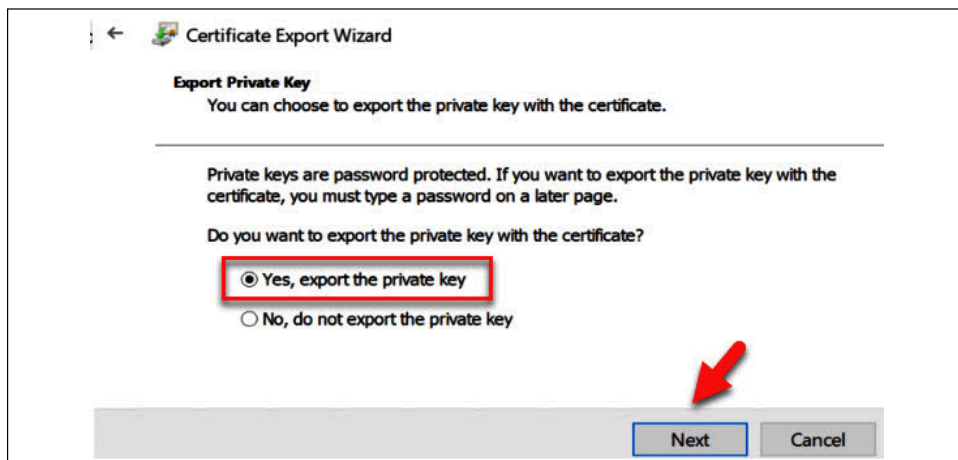 Certificate Export Wizard
Export Private Key
You can choose to export the private key with the certificate.
Private keys are password protected. If you want to export the private key with the
certificate, you must type a password on a later page.
Do you want to export the private key with the certificate?
Yes, export the private key
No, do not export the private key
Next Cancel